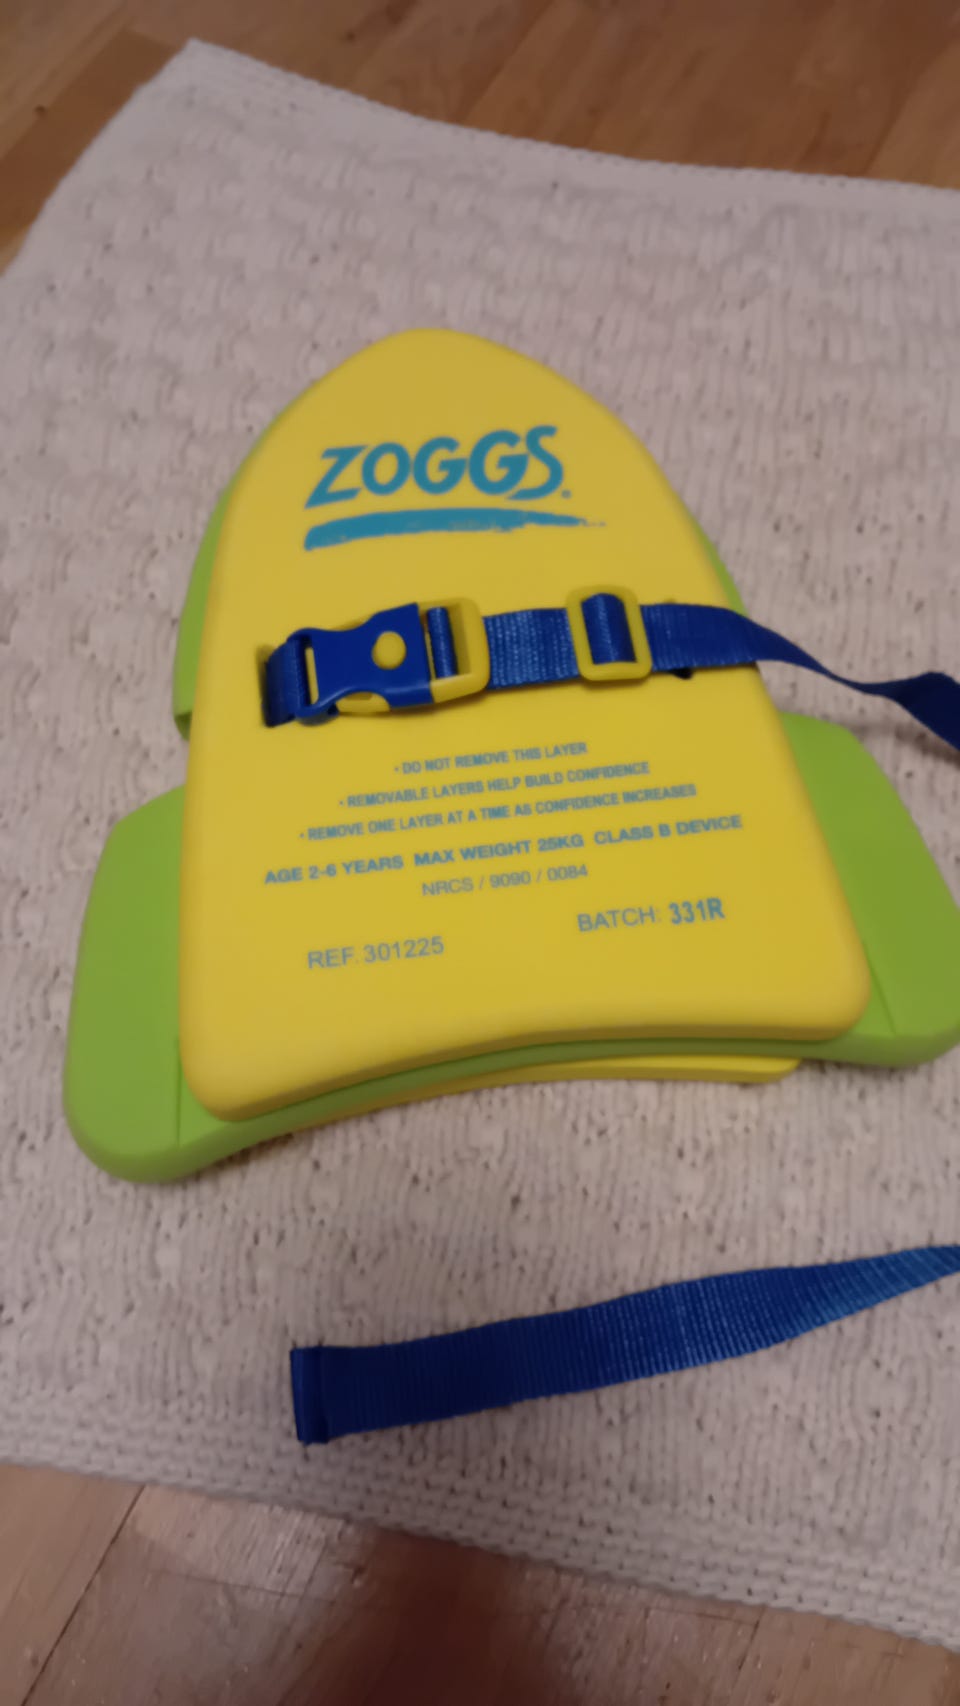 ZOGGS.
• DO NOT REMOVE THIS LAYER
• REMOVABLE LAYERS HELP BUILD CONFIDENCE
• REMOVE ONE LAYER AT A TIME AS CONFIDENCE INCREASES
AGE 2-6 YEARS MAX WEIGHT 25KG CLASS B DEVICE
NRCS / 9090 / 0084
REF. 301225 BATCH: 331R